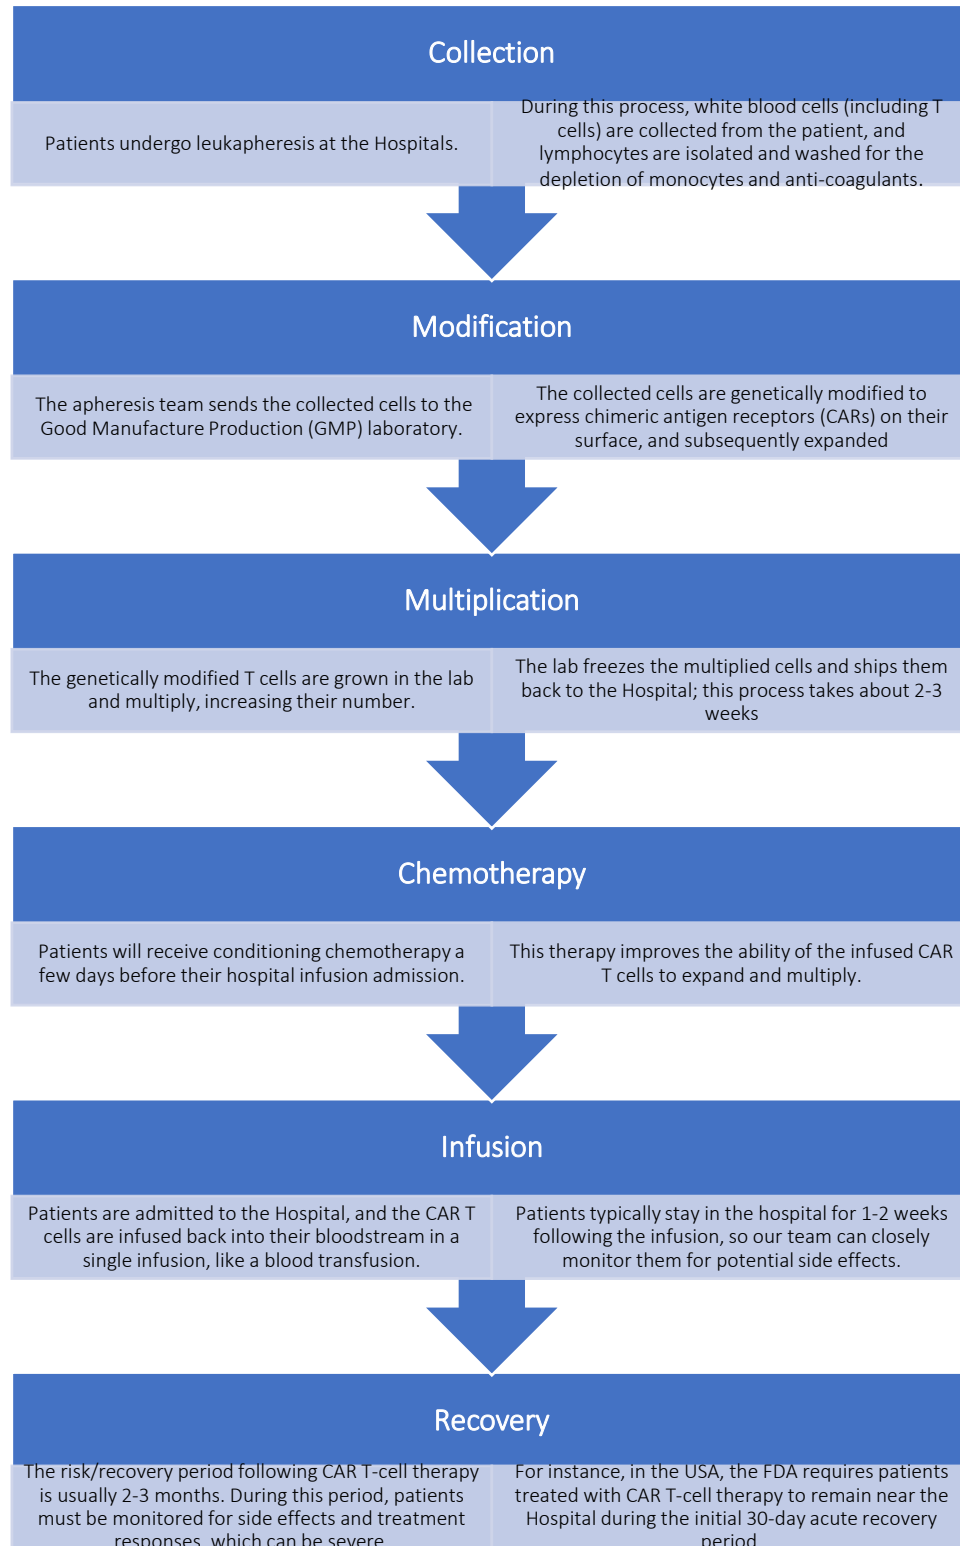 Collection
Patients undergo leukapheresis at the Hospitals.
During this process, white blood cells (including T
cells) are collected from the patient, and
lymphocytes are isolated and washed for the
depletion of monocytes and anti-coagulants.
Modification
The apheresis team sends the collected cells to the
Good Manufacture Production (GMP) laboratory.
The collected cells are genetically modified to
express chimeric antigen receptors (CARs) on their
surface, and subsequently expanded
Multiplication
The genetically modified T cells are grown in the lab
and multiply, increasing their number.
The lab freezes the multiplied cells and ships them
back to the Hospital; this process takes about 2-3
weeks
Chemotherapy
Patients will receive conditioning chemotherapy a
few days before their hospital infusion admission.
This therapy improves the ability of the infused CAR
T cells to expand and multiply.
Infusion
Patients are admitted to the Hospital, and the CAR T
cells are infused back into their bloodstream in a
single infusion, like a blood transfusion.
Patients typically stay in the hospital for 1-2 weeks
following the infusion, so our team can closely
monitor them for potential side effects.
Recovery
The risk/recovery period following CAR T-cell therapy
is usually 2-3 months. During this period, patients
must be monitored for side effects and treatment
responses, which can be severe
For instance, in the USA, the FDA requires patients
treated with CAR T-cell therapy to remain near the
Hospital during the initial 30-day acute recovery
period